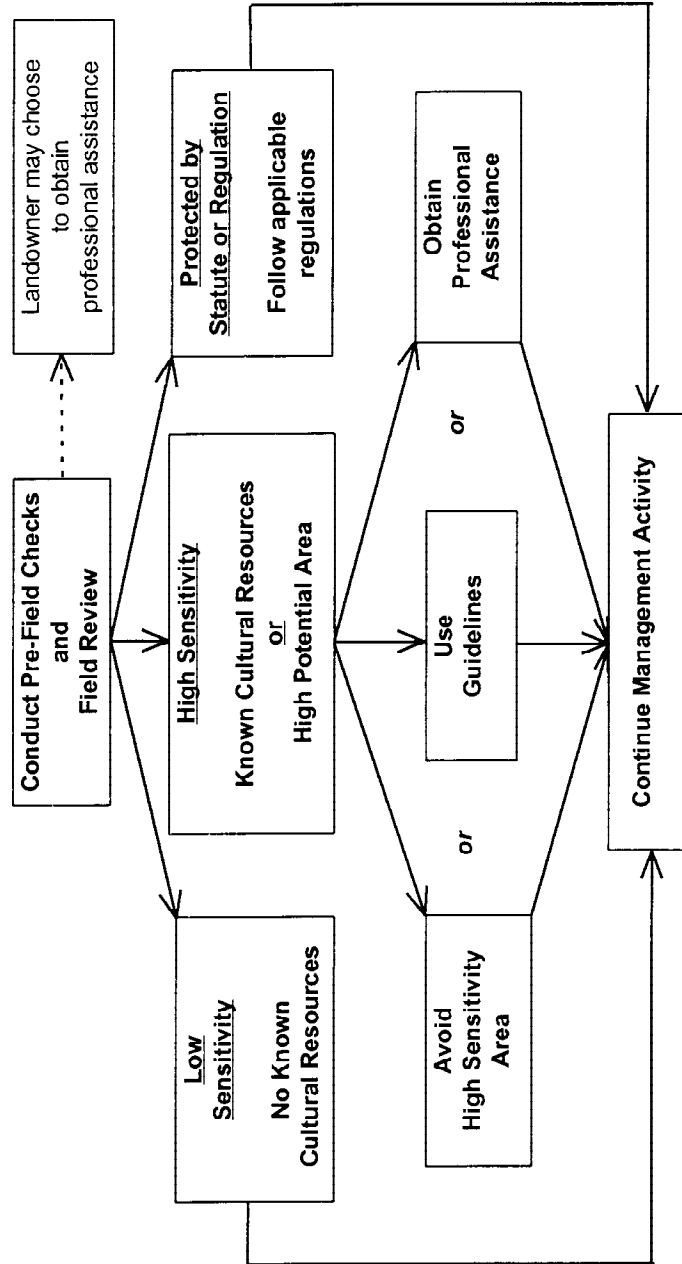 Conduct Pre-Field Checks
and
Field Review
Landowner may choose
to obtain
professional assistance
Low
Sensitivity
No Known
Cultural Resources
High Sensitivity
Known Cultural Resources
or
High Potential Area
Protected by
Statute or Regulation
Follow applicable
regulations
Avoid
High Sensitivity
Area
or
Use
Guidelines
or
Obtain
Professional
Assistance
Continue Management Activity